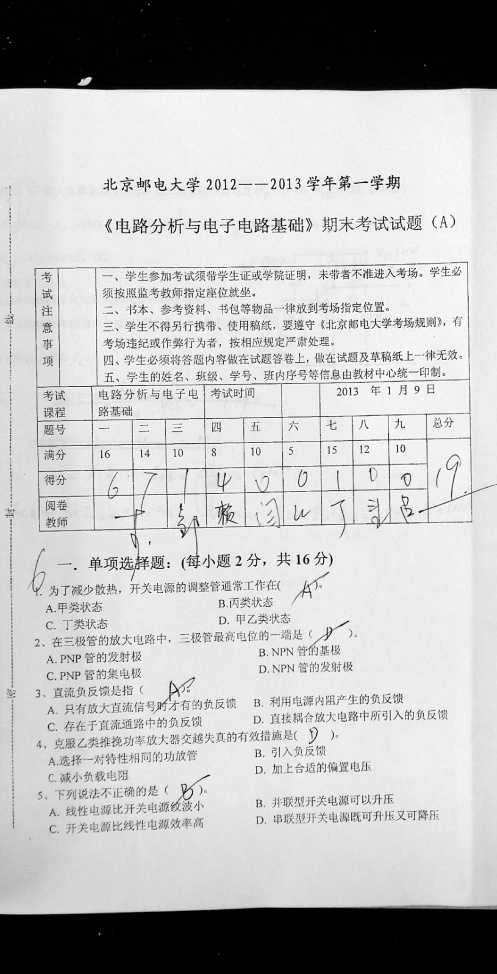 北京邮电大学 2012——2013 学年第一学期
《电路分析与电子电路基础》期末考试试题（A）
考试注意事项
一、学生参加考试须带学生证或学院证明，未带者不准进入考场。学生必
须按照监考教师指定座位就坐。
二、书本、参考资料、书包等物品一律放到考场指定位置。
三、学生不得另行携带、使用稿纸，要遵守《北京邮电大学考场规则》，有
考场违纪或作弊行为者，按相应规定严肃处理。
四、学生必须将答题内容做在试题答卷上，做在试题及草稿纸上一律无效。
五、学生的姓名、班级、学号、班内序号等信息由教材中心统一印制。
考试课程 电路分析与电子电路基础 考试时间 2013 年 1 月 9 日
题号 一 二 三 四 五 六 七 八 九 总分
满分 16 14 10 8 10 5 15 12 10
得分 6 7 1 4 0 0 1 0 0 19.
阅卷教师
6
一．单项选择题：(每小题 2 分，共 16 分)
1. 为了减少散热，开关电源的调整管通常工作在( A )。
A.甲类状态 B.丙类状态
C. 丁类状态 D. 甲乙类状态
2、在三极管的放大电路中，三极管最高电位的一端是（ D ）。
A. PNP 管的发射极 B. NPN 管的基极
C. PNP 管的集电极 D. NPN 管的发射极
3、直流负反馈是指（ A ）。
A. 只有放大直流信号时才有的负反馈 B. 利用电源内阻产生的负反馈
C. 存在于直流通路中的负反馈 D. 直接耦合放大电路中所引入的负反馈
4、克服乙类推挽功率放大器交越失真的有效措施是( D )。
A.选择一对特性相同的功放管 B. 引入负反馈
C. 减小负载电阻 D. 加上合适的偏置电压
5、下列说法不正确的是（ B ）。
A. 线性电源比开关电源纹波小 B. 并联型开关电源可以升压
C. 开关电源比线性电源效率高 D. 串联型开关电源既可升压又可降压